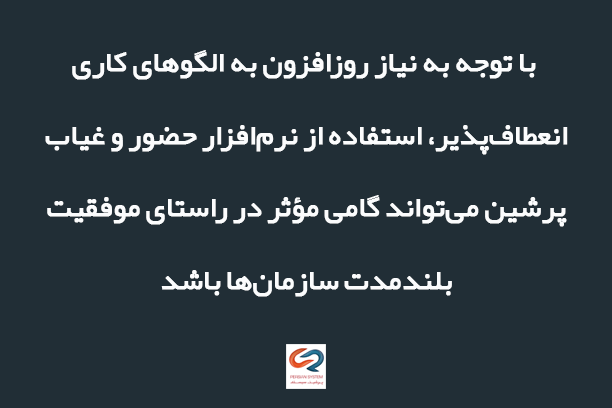 با توجه به نیاز روزافزون به الگوهای کاری
انعطاف‌پذیر، استفاده از نرم‌افزار حضور و غیاب
پرشین می‌تواند گامی مؤثر در راستای موفقیت
بلندمدت سازمان‌ها باشد
PERSIAN SYSTEM